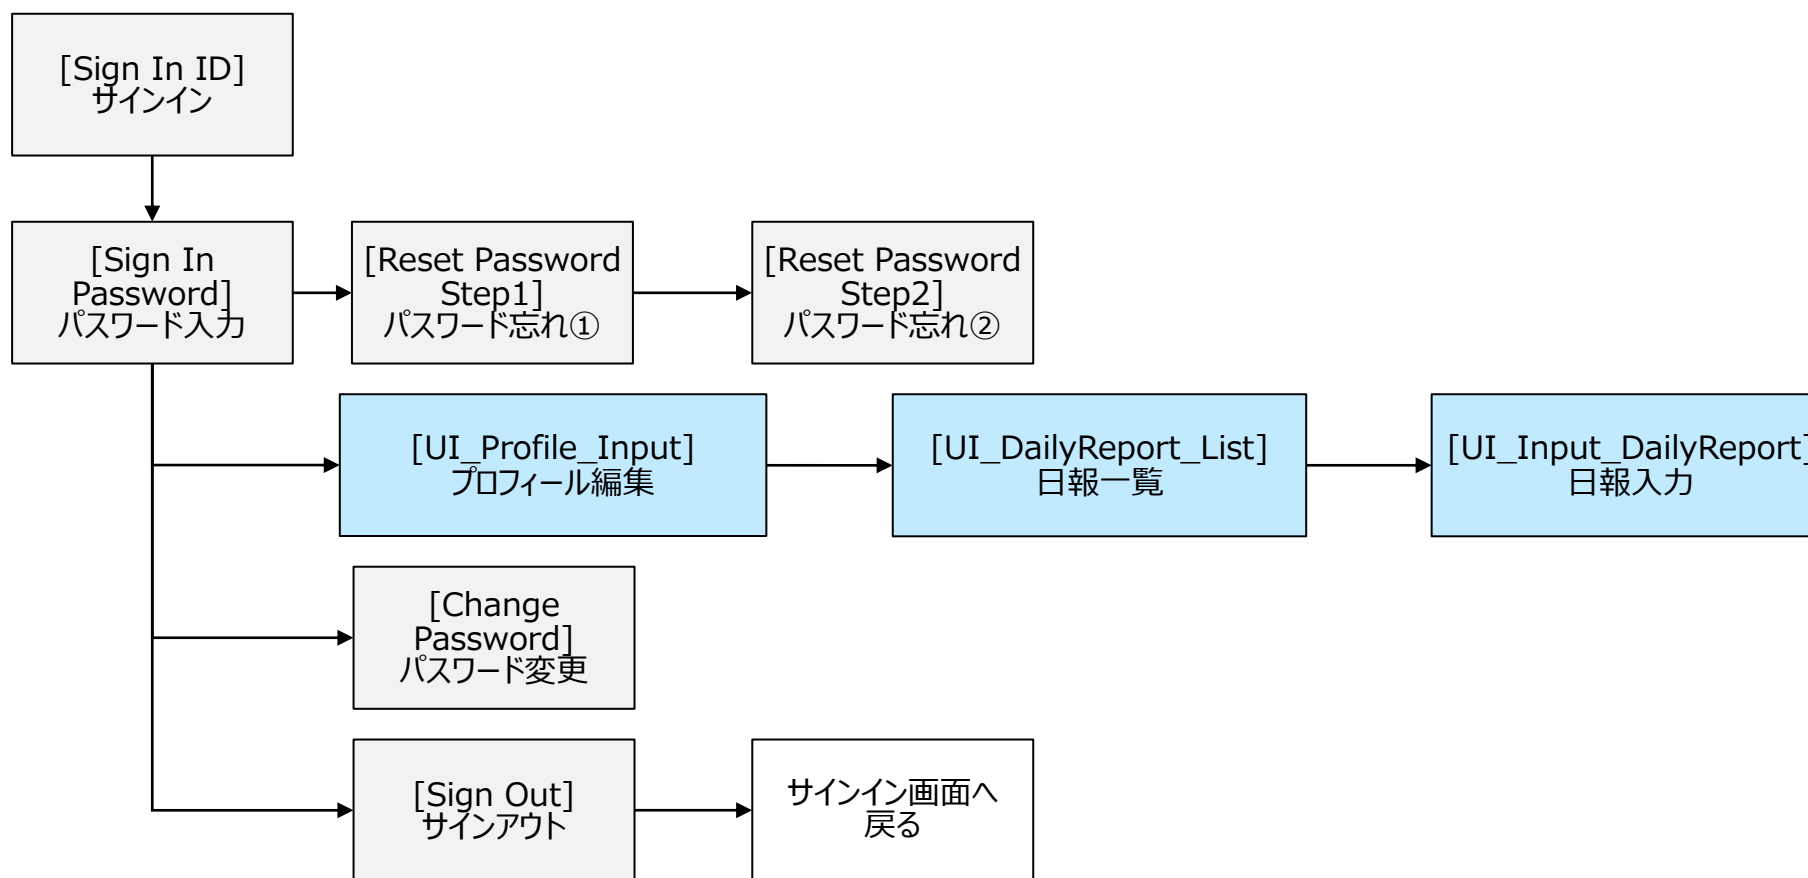 [Sign In ID]
サインイン
[Sign In
Password]
パスワード入力
[Reset Password
Step1]
パスワード忘れ①
[Reset Password
Step2]
パスワード忘れ②
[UI_Profile_Input]
プロフィール編集
[UI_DailyReport_List]
日報一覧
[UI_Input_DailyReport]
日報入力
[Change
Password]
パスワード変更
[Sign Out]
サインアウト
サインイン画面へ
戻る